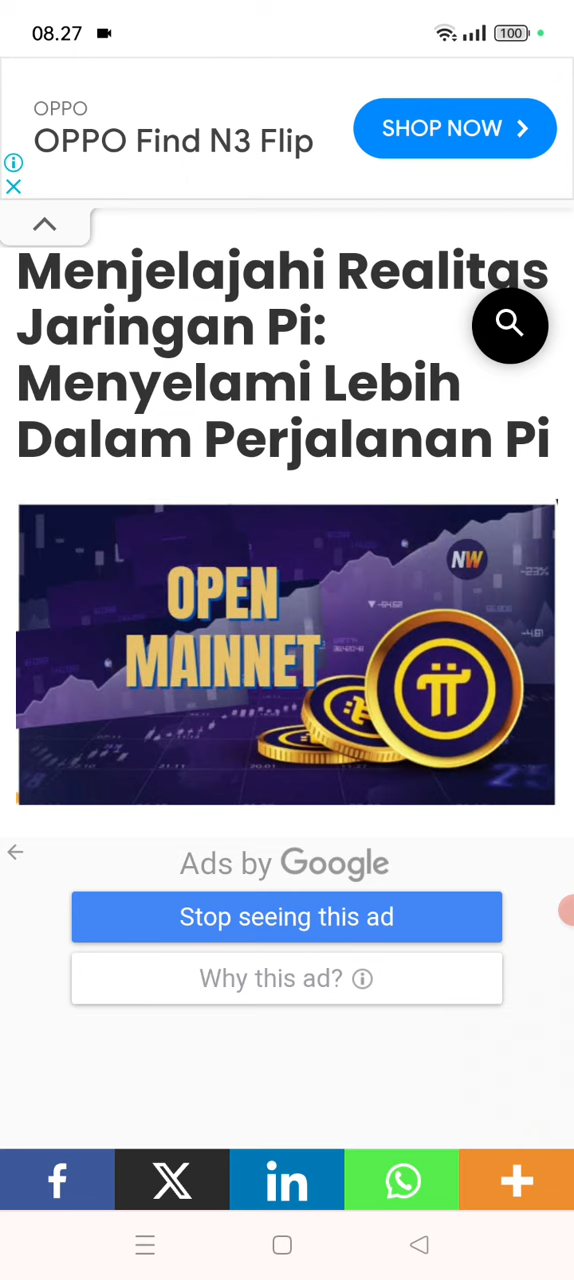 08.27
100
OPPO
OPPO Find N3 Flip
SHOP NOW
Menjelajahi Realitas
Jaringan Pi:
Menyelami Lebih
Dalam Perjalanan Pi
NW
OPEN
MAINNET
-23%
Ads by Google
Stop seeing this ad
Why this ad?